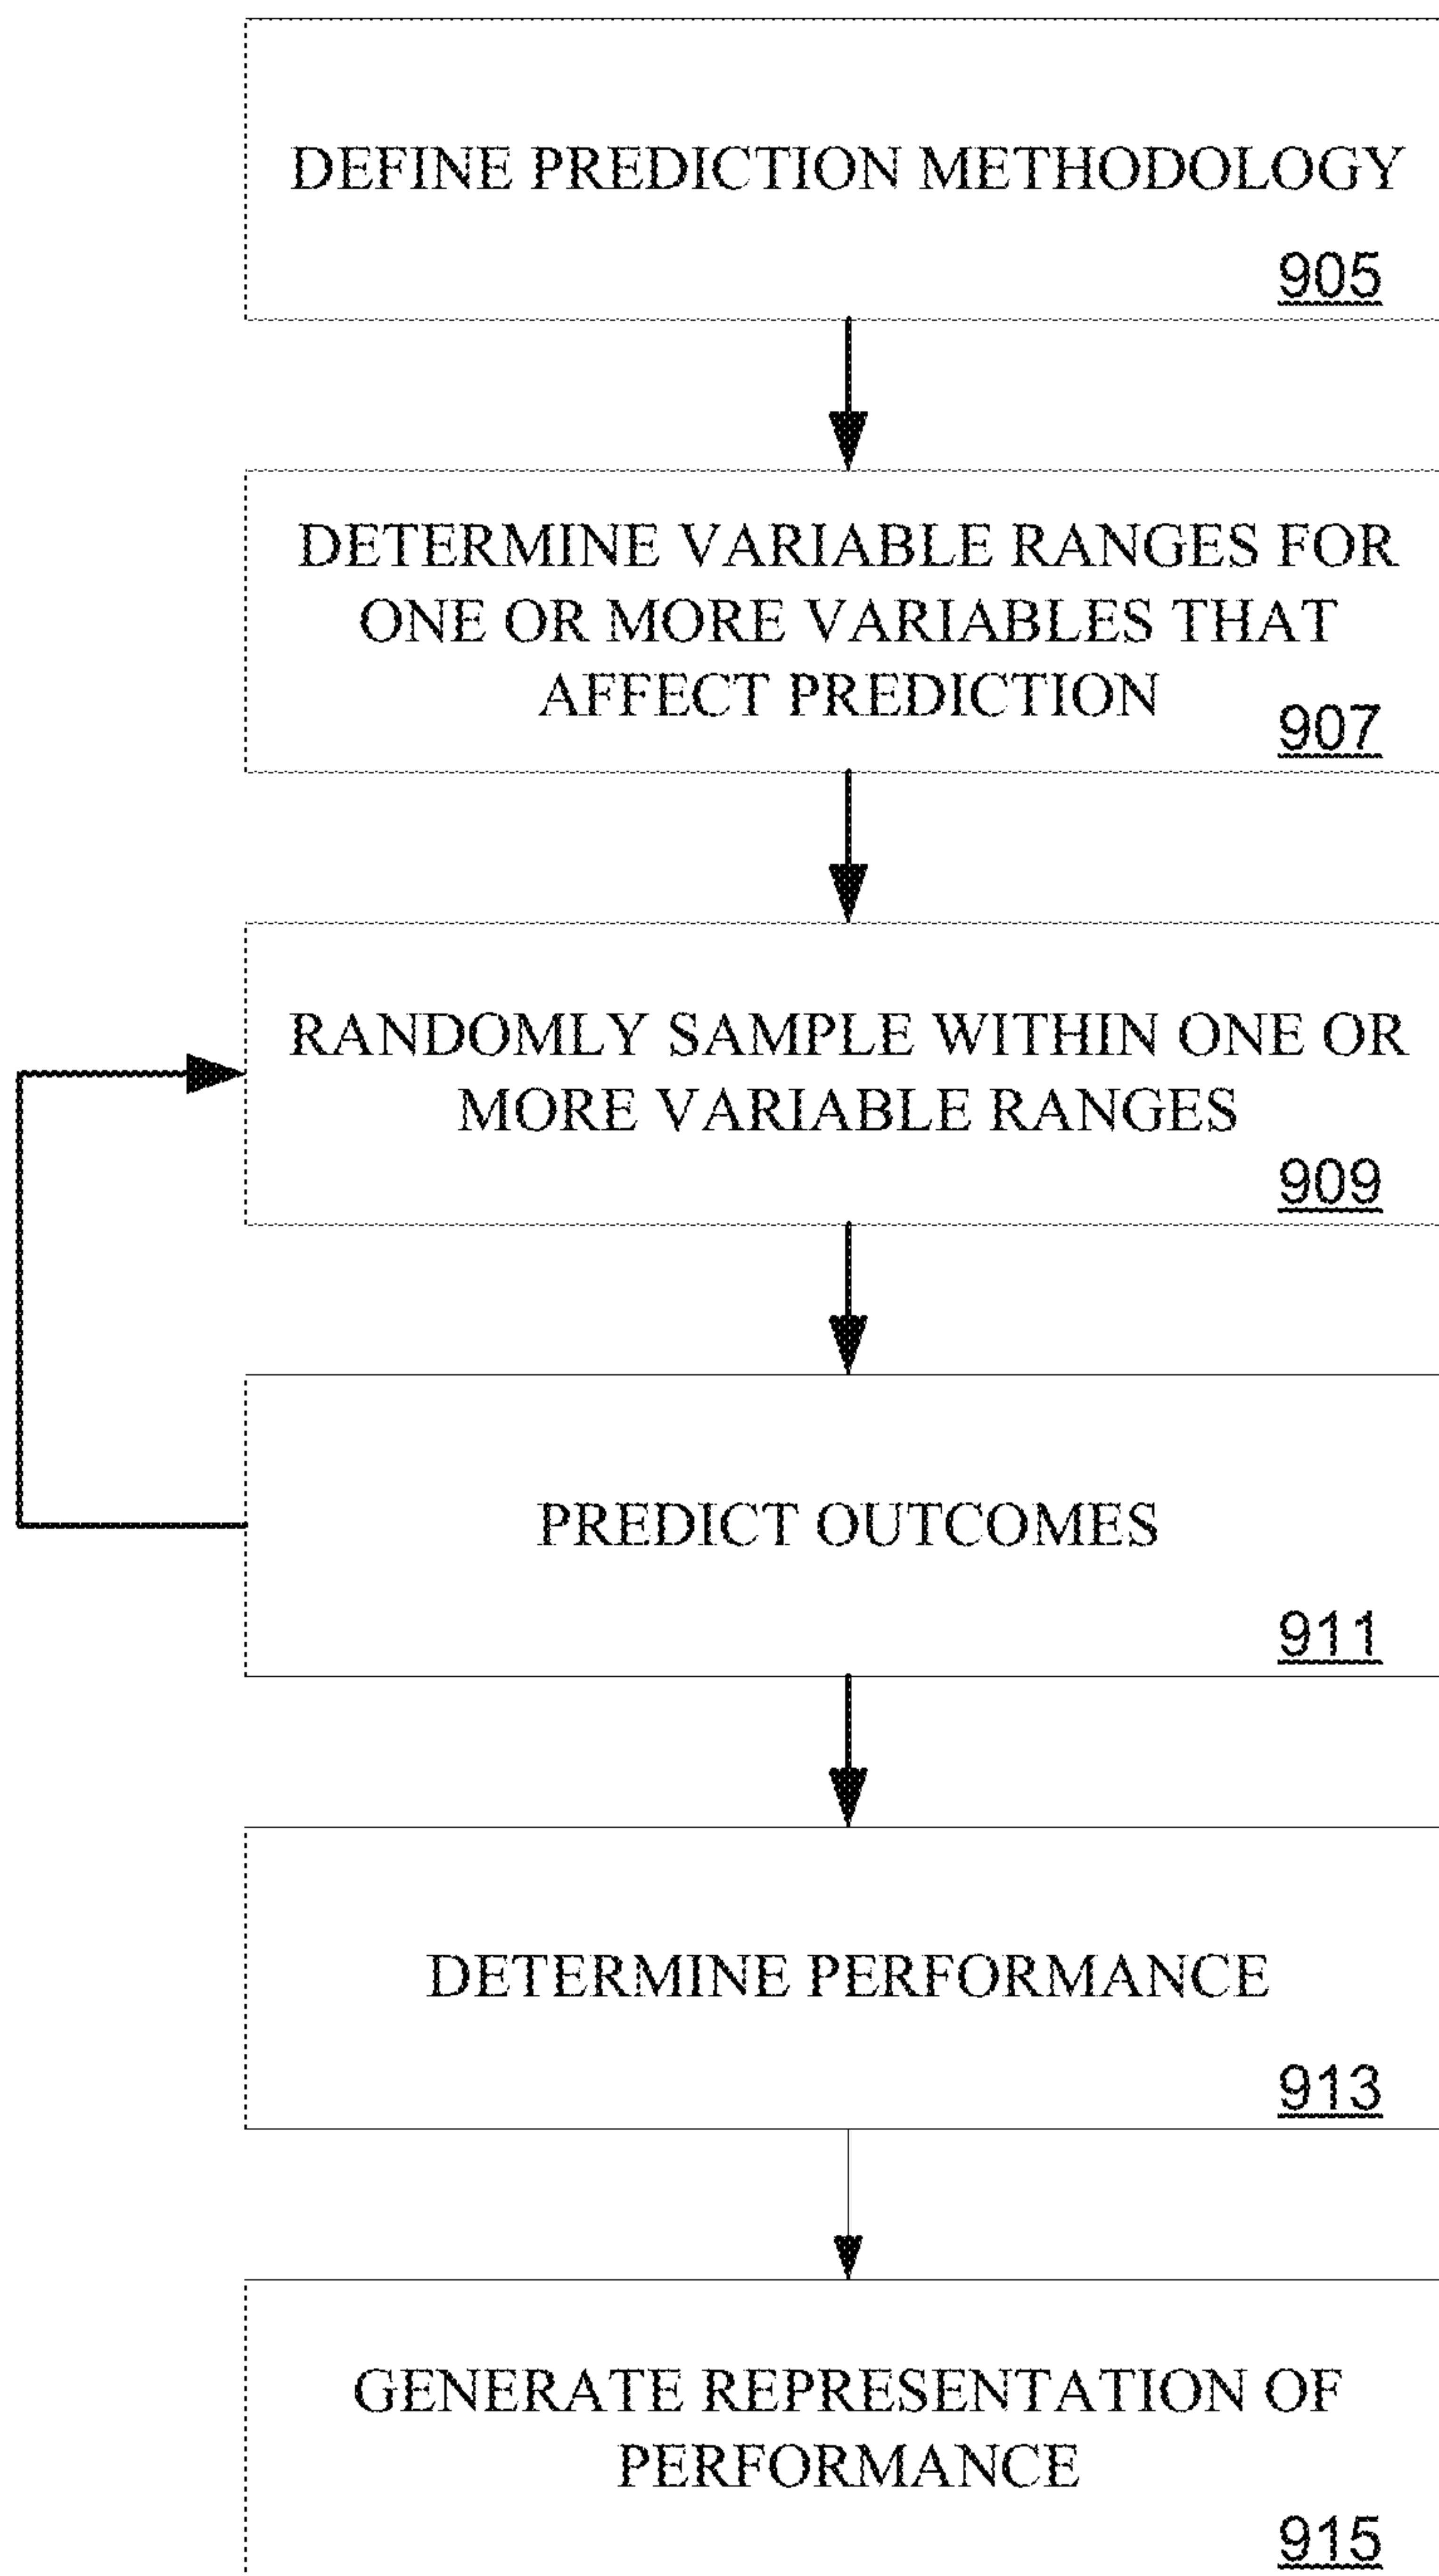 DEFINE PREDICTION METHODOLOGY
905
DETERMINE VARIABLE RANGES FOR
ONE OR MORE VARIABLES THAT
AFFECT PREDICTION
907
RANDOMLY SAMPLE WITHIN ONE OR
MORE VARIABLE RANGES
909
PREDICT OUTCOMES
911
DETERMINE PERFORMANCE
913
GENERATE REPRESENTATION OF
PERFORMANCE
915